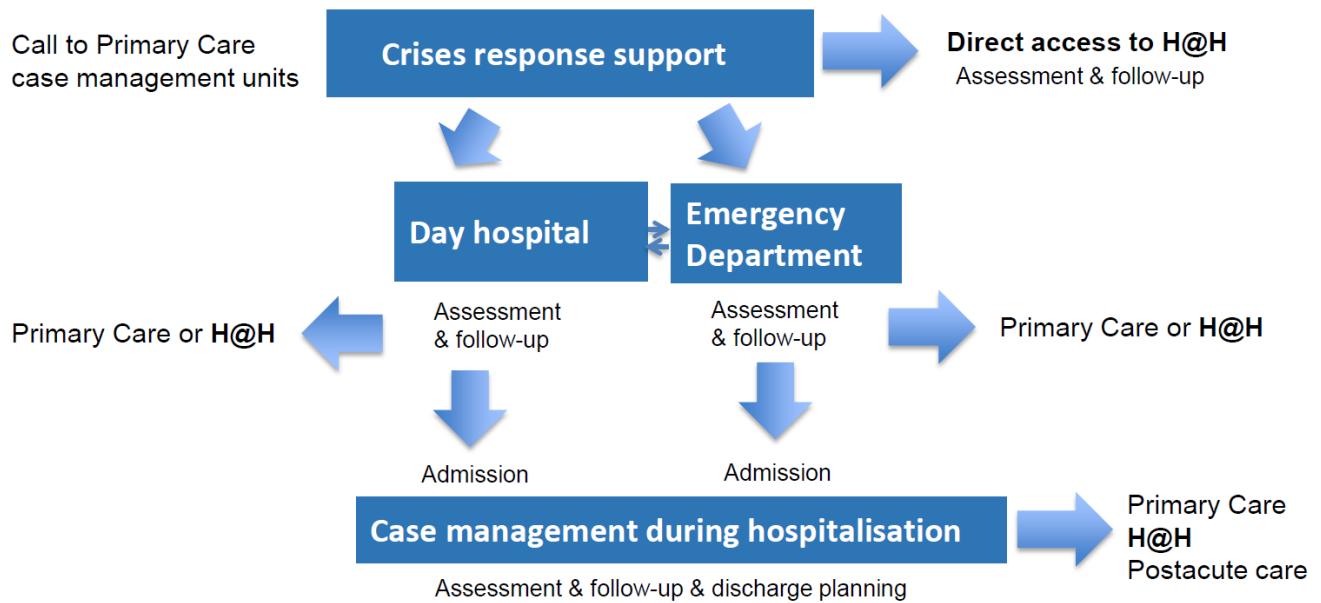 Call to Primary Care
case management units
Crises response support
Direct access to H@H
Assessment & follow-up
Day hospital
Emergency
Department
Primary Care or H@H
Assessment
& follow-up
Assessment
& follow-up
Primary Care or H@H
Admission
Admission
Case management during hospitalisation
Primary Care
H@H
Postacute care
Assessment & follow-up & discharge planning